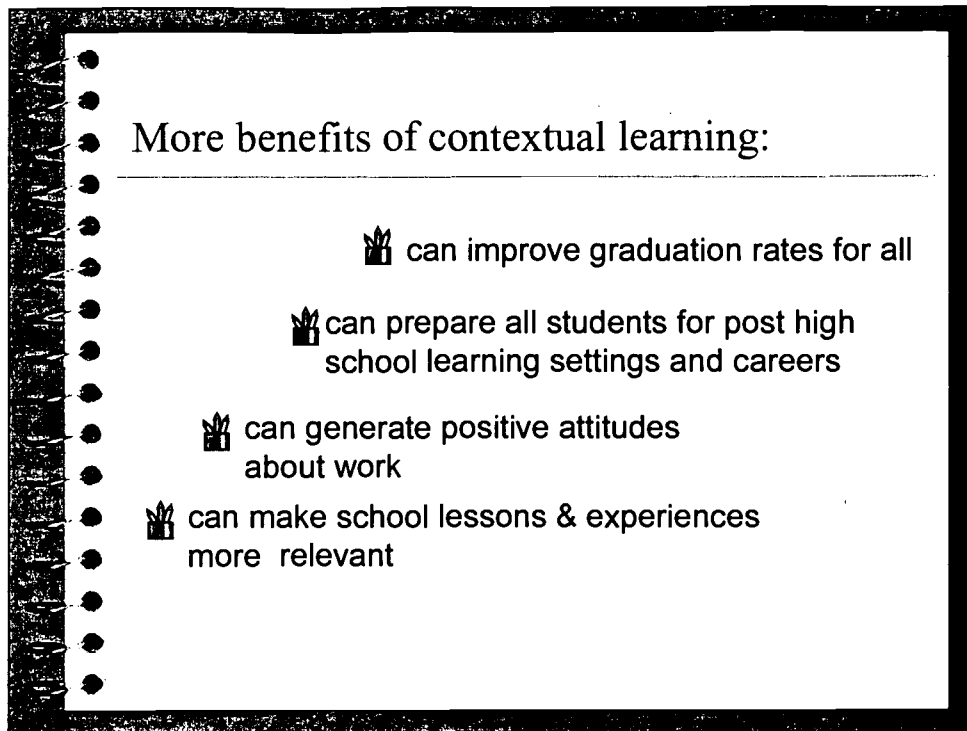 More benefits of contextual learning:
can improve graduation rates for all
can prepare all students for post high
school learning settings and careers
can generate positive attitudes
about work
can make school lessons & experiences
more relevant